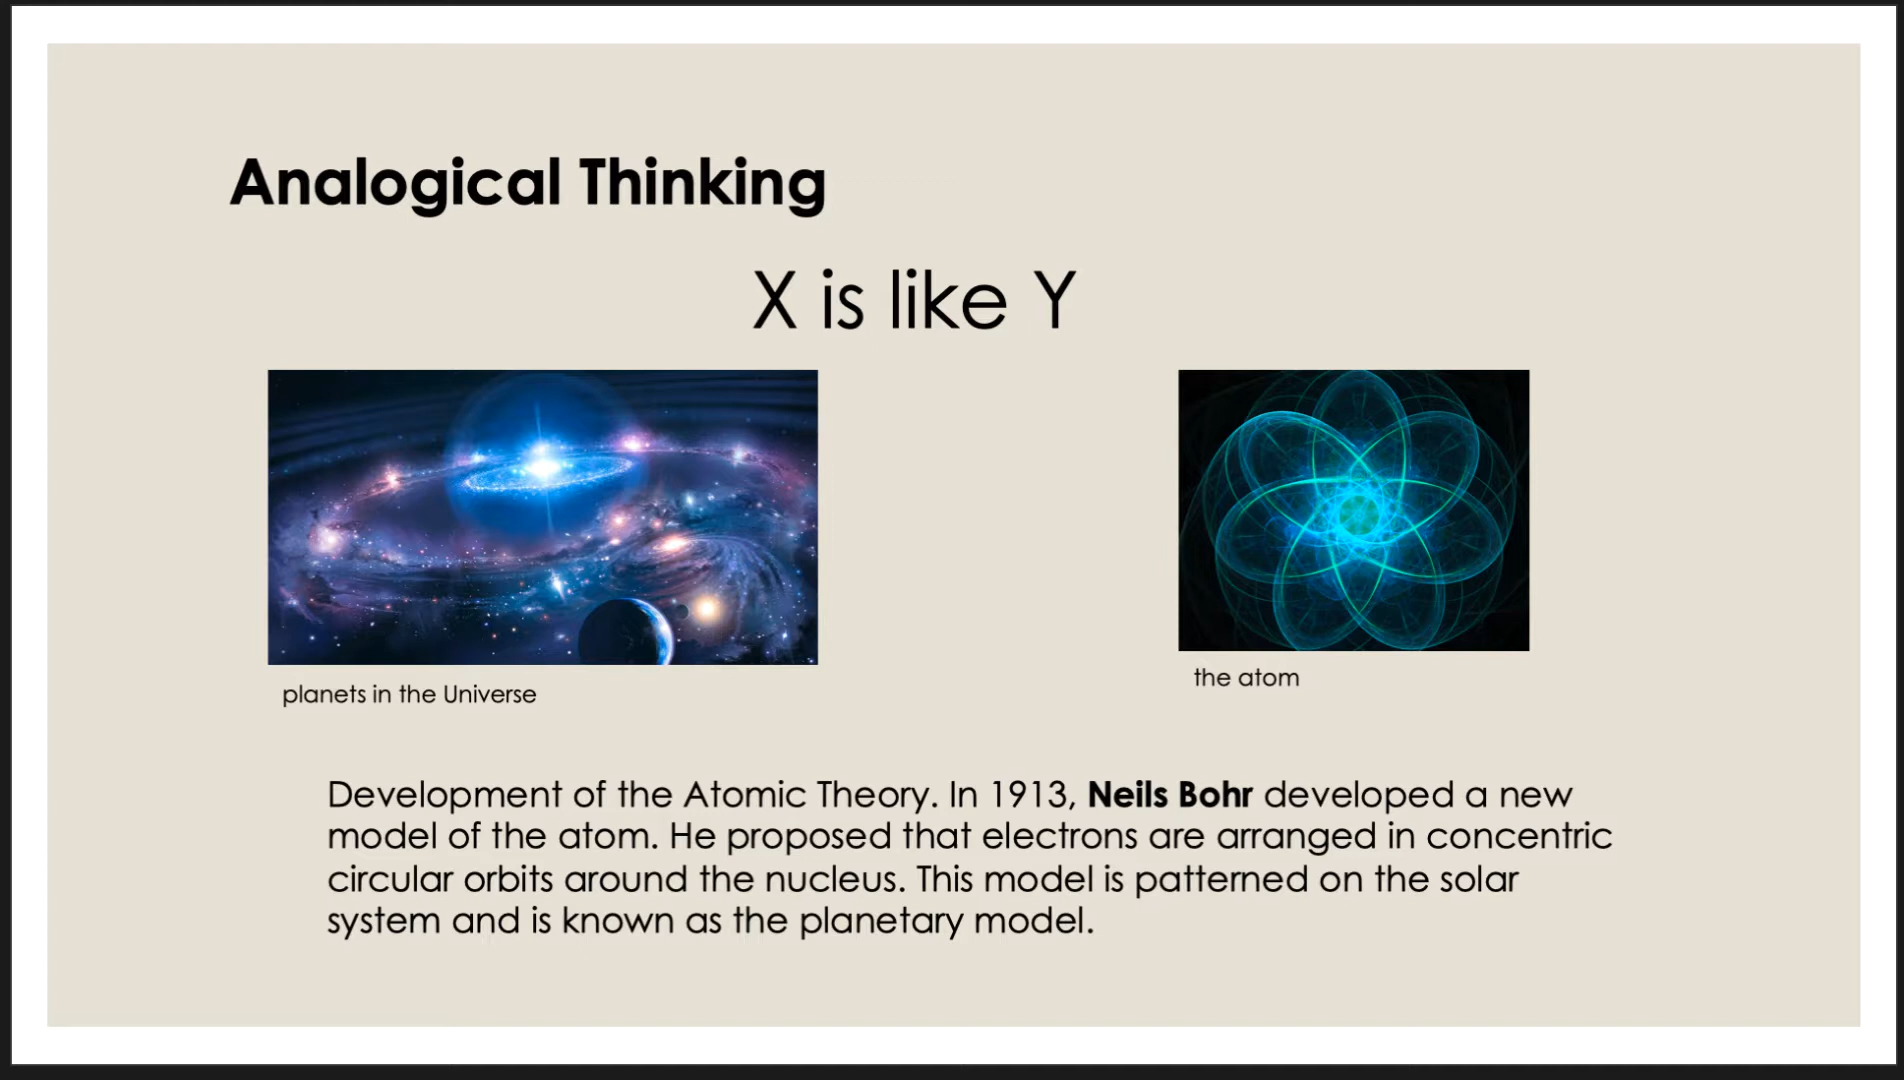 Analogical Thinking
X is like Y
planets in the Universe
the atom
Development of the Atomic Theory. In 1913, Neils Bohr developed a new
model of the atom. He proposed that electrons are arranged in concentric
circular orbits around the nucleus. This model is patterned on the solar
system and is known as the planetary model.